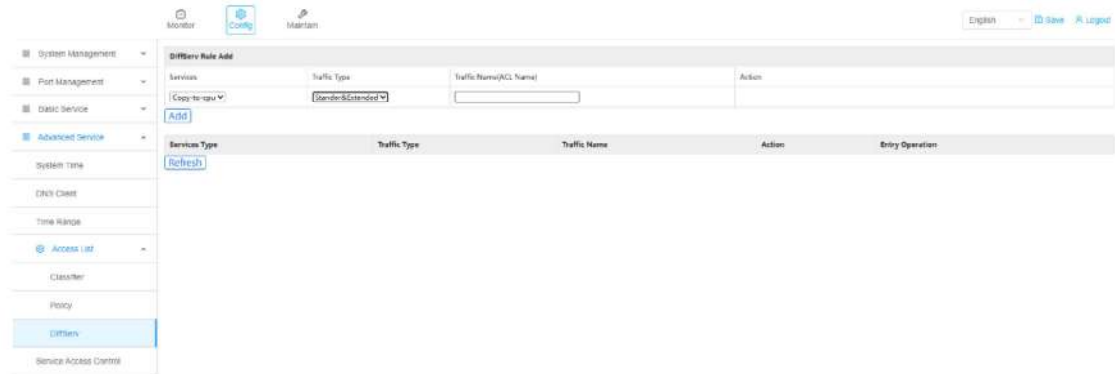 Monitor Config Maintain English Save Logout
System Management
Port Management
Basic Service
Advanced Service
System Time
DNS Client
Time Range
Access List
Classifier
Policy
DiffServ
Service Access Control
DiffServ Rule Add
Services Traffic Type Traffic Name(ACL Name) Action
Copy-to-cpu Stander&Extended
Add
Services Type Traffic Type Traffic Name Action Entry Operation
Refresh